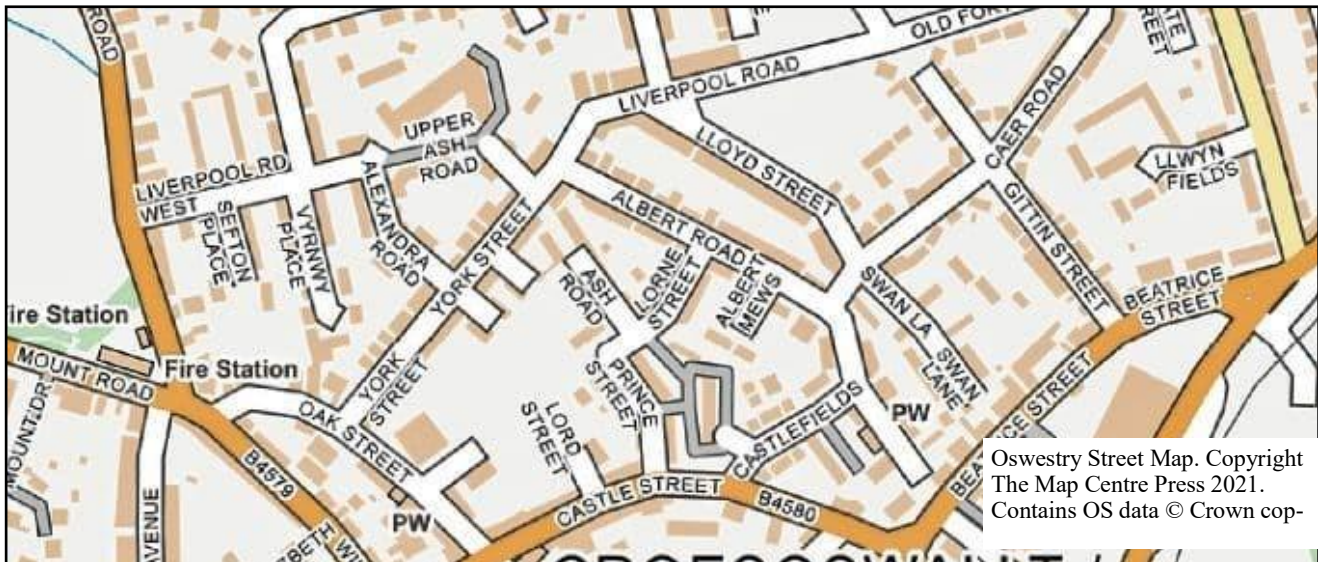 ROAD
OLD FORT
LIVERPOOL ROAD
UPPER
ASH
ROAD
LLOYD STREET
CAER ROAD
LLWYN
FIELDS
LIVERPOOL RD
WEST
SEFTON
PLACE
VYRNWY
PLACE
ALEXANDRA
ROAD
YORK STREET
ALBERT ROAD
GITTIN STREET
ASH
ROAD
LORNE
STREET
ALBERT
MEWS
SWAN LA
SWAN
LANE
BEATRICE
STREET
ire Station
Fire Station
MOUNT ROAD
MOUNT DR
YORK
STREET
OAK STREET
PRINCE
STREET
LORD
STREET
CASTLEFIELDS
PW
B4579
AVENUE
PW
CASTLE STREET
B4580
Oswestry Street Map. Copyright
The Map Centre Press 2021.
Contains OS data © Crown cop-